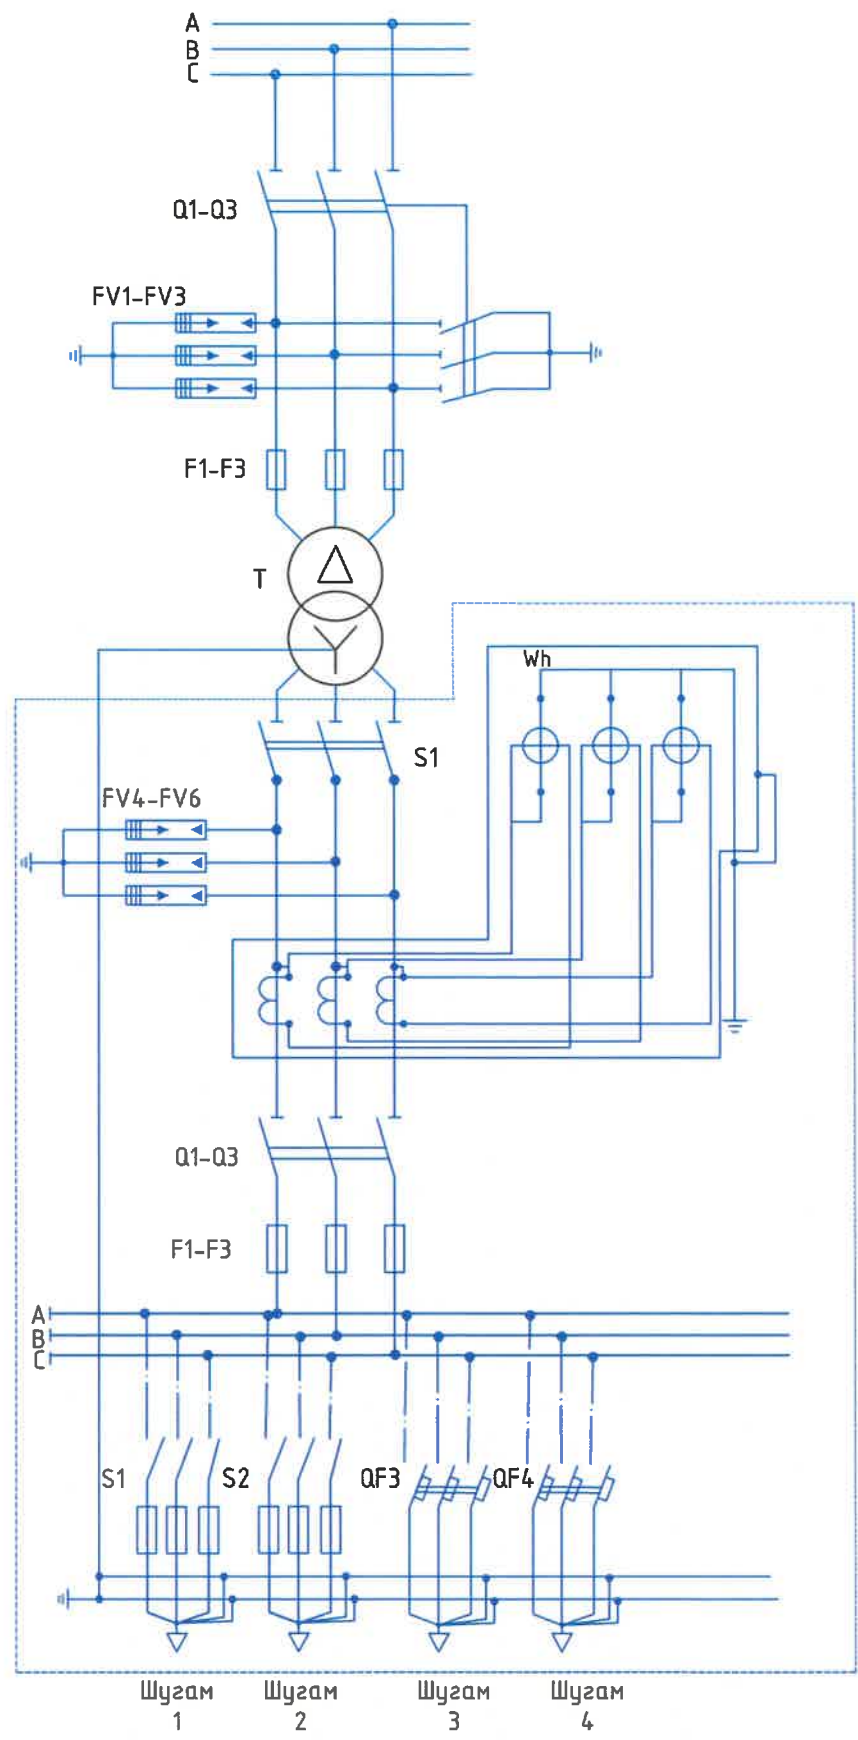 A
B
C
Q1-Q3
FV1-FV3
F1-F3
T
Wh
S1
FV4-FV6
Q1-Q3
F1-F3
A
B
C
S1 S2 QF3 QF4
Шугам Шугам Шугам Шугам
1 2 3 4